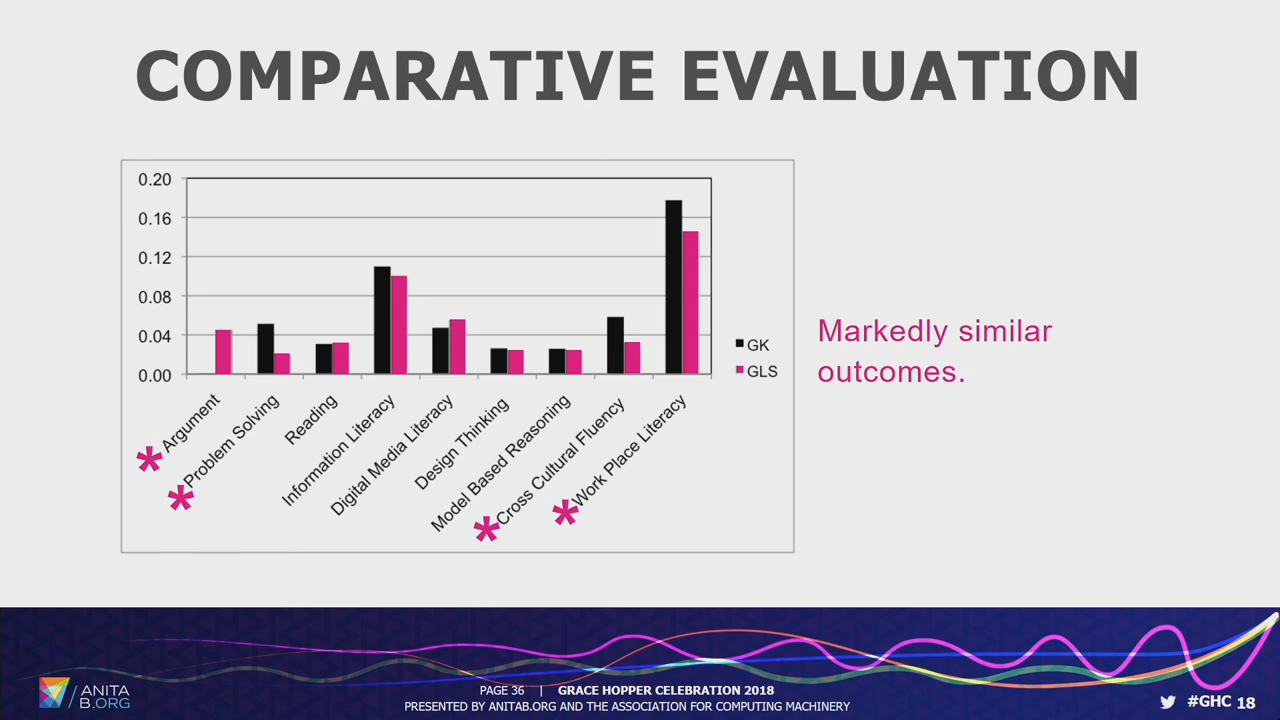 COMPARATIVE EVALUATION
0.20
0.16
0.12
0.08
0.04
0.00
GK
GLS
* Argument
* Problem Solving
Reading
Information Literacy
Digital Media Literacy
Design Thinking
Model Based Reasoning
* Cross Cultural Fluency
* Work Place Literacy
Markedly similar
outcomes.
ANITA
B.ORG
PAGE 36 | GRACE HOPPER CELEBRATION 2018
PRESENTED BY ANITAB.ORG AND THE ASSOCIATION FOR COMPUTING MACHINERY
#GHC 18